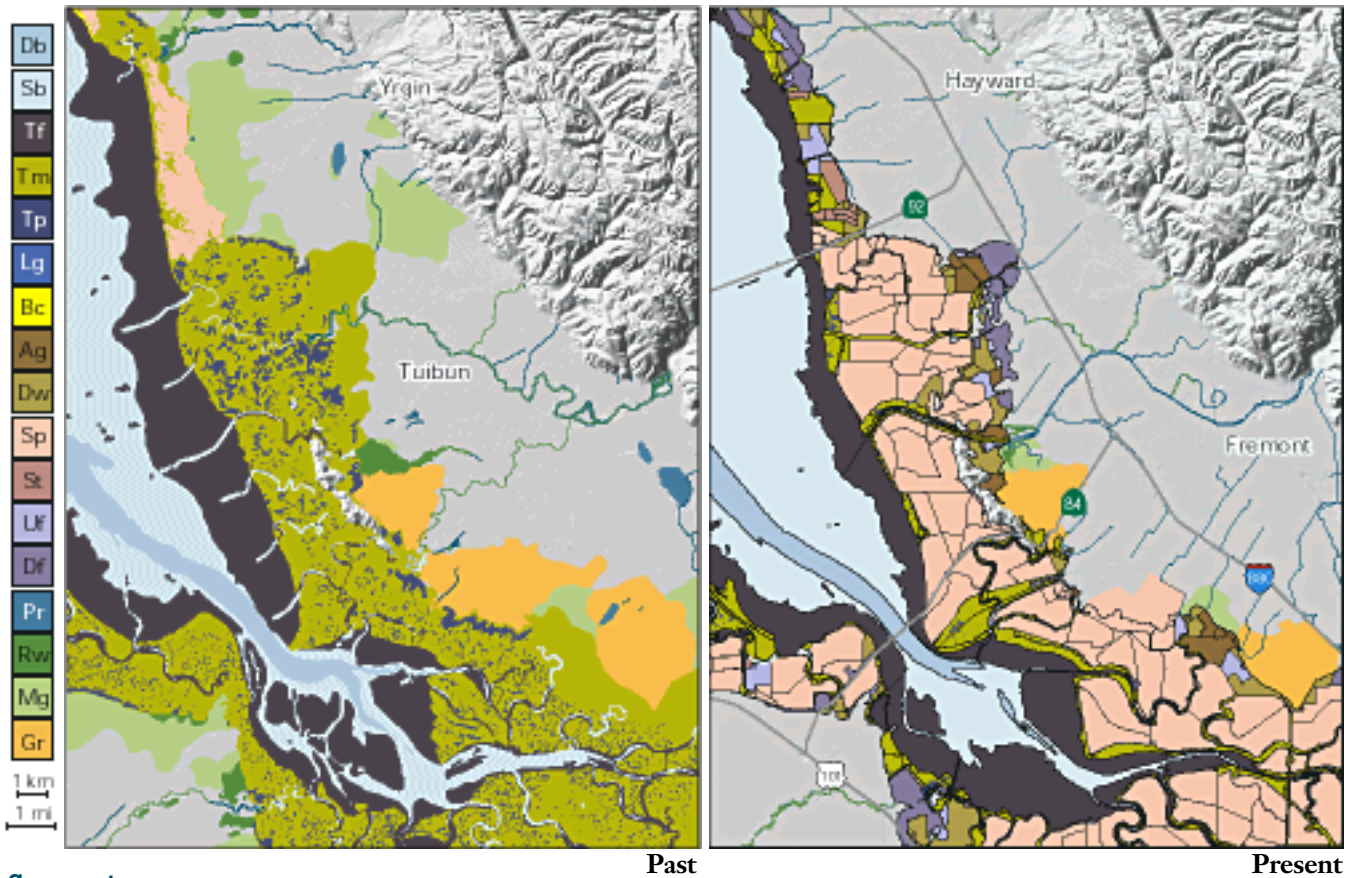 Db
Sb
Tf
Tm
Tp
Lg
Bc
Ag
Dw
Sp
St
Uf
Df
Pr
Rw
Mg
Gr
1 km
1 mi
Yrgin
Tuibun
Past
Hayward
92
84
Fremont
880
101
Present